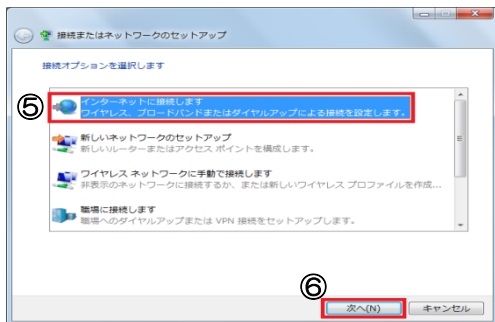 接続またはネットワークのセットアップ
接続オプションを選択します
⑤
インターネットに接続します
ワイヤレス、ブロードバンドまたはダイヤルアップによる接続を設定します。
新しいネットワークのセットアップ
新しいルーターまたはアクセス ポイントを構成します。
ワイヤレス ネットワークに手動で接続します
非表示のネットワークに接続するか、または新しいワイヤレス プロファイルを作成...
職場に接続します
職場へのダイヤルアップまたは VPN 接続をセットアップします。
⑥
次へ(N) キャンセル